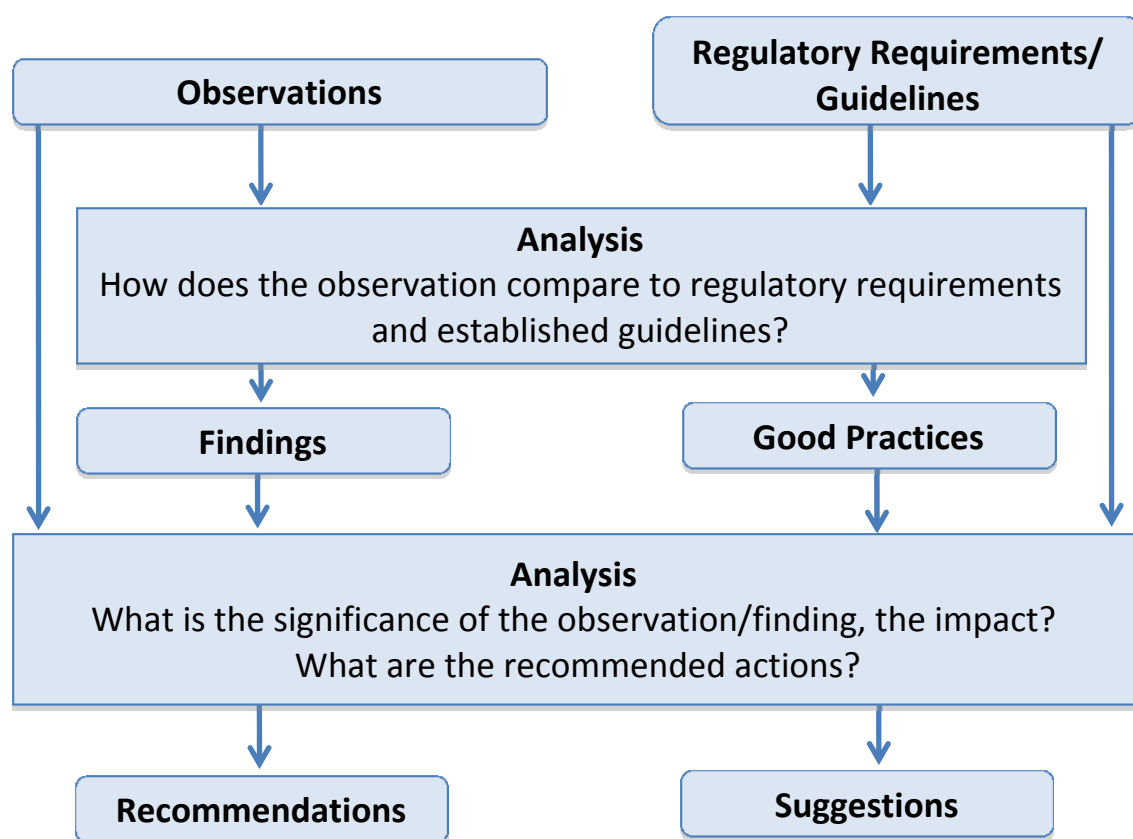 Observations
Regulatory Requirements/
Guidelines
Analysis
How does the observation compare to regulatory requirements
and established guidelines?
Findings
Good Practices
Analysis
What is the significance of the observation/finding, the impact?
What are the recommended actions?
Recommendations
Suggestions